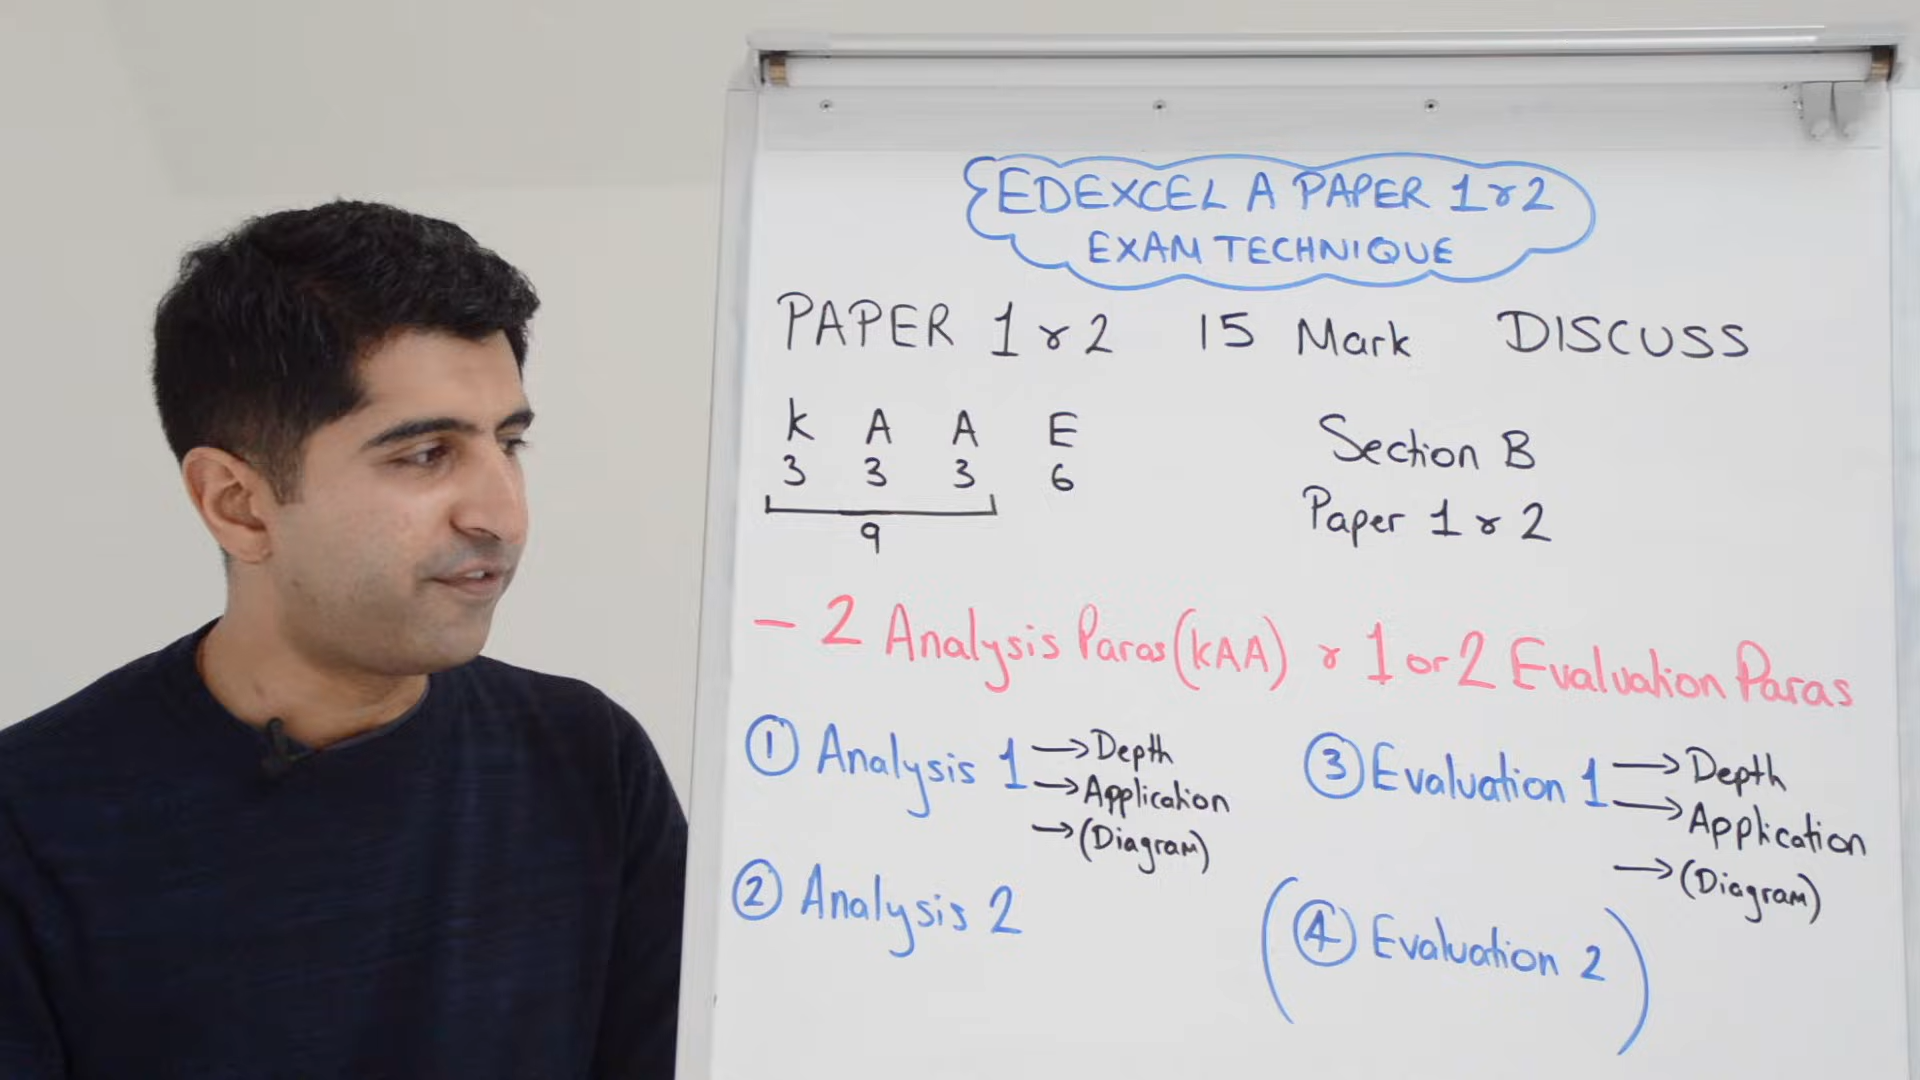 EDEXCEL A PAPER 1 & 2
EXAM TECHNIQUE
PAPER 1 & 2 15 Mark DISCUSS
K A A E
3 3 3 6
9
Section B
Paper 1 & 2
- 2 Analysis Paras (KAA) & 1 or 2 Evaluation Paras
① Analysis 1 → Depth
→ Application
→ (Diagram)
② Analysis 2
③ Evaluation 1 → Depth
→ Application
→ (Diagram)
(④ Evaluation 2)